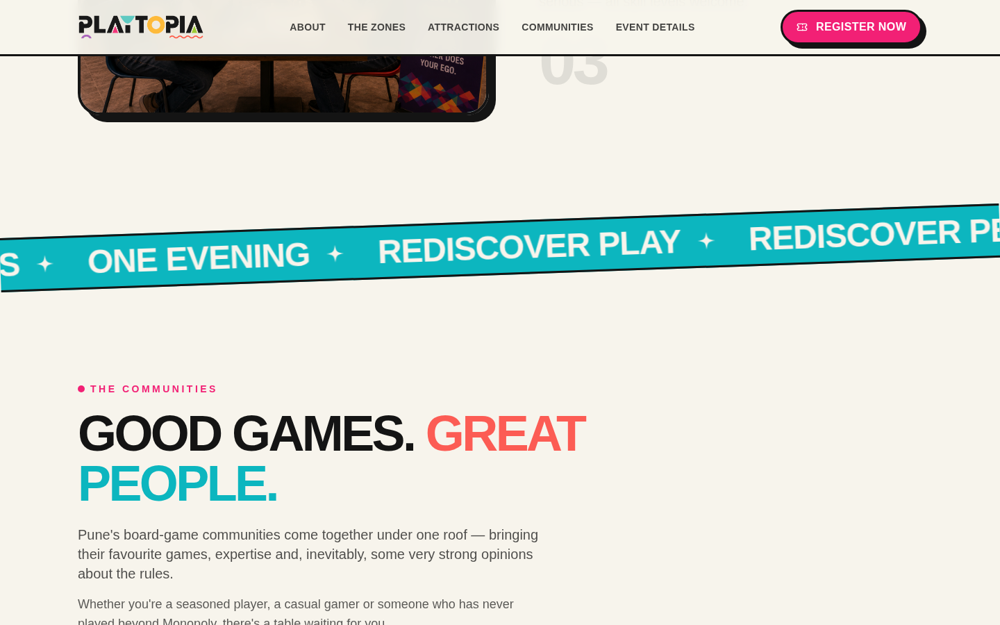 PLAYTOPIA
ABOUT
THE ZONES
ATTRACTIONS
COMMUNITIES
EVENT DETAILS
REGISTER NOW
DOES
YOUR EGO.
03
S ONE EVENING REDISCOVER PLAY REDISCOVER PE
THE COMMUNITIES
GOOD GAMES. GREAT
PEOPLE.
Pune's board-game communities come together under one roof — bringing
their favourite games, expertise and, inevitably, some very strong opinions
about the rules.
Whether you're a seasoned player, a casual gamer or someone who has never
played beyond Monopoly, there's a table waiting for you.